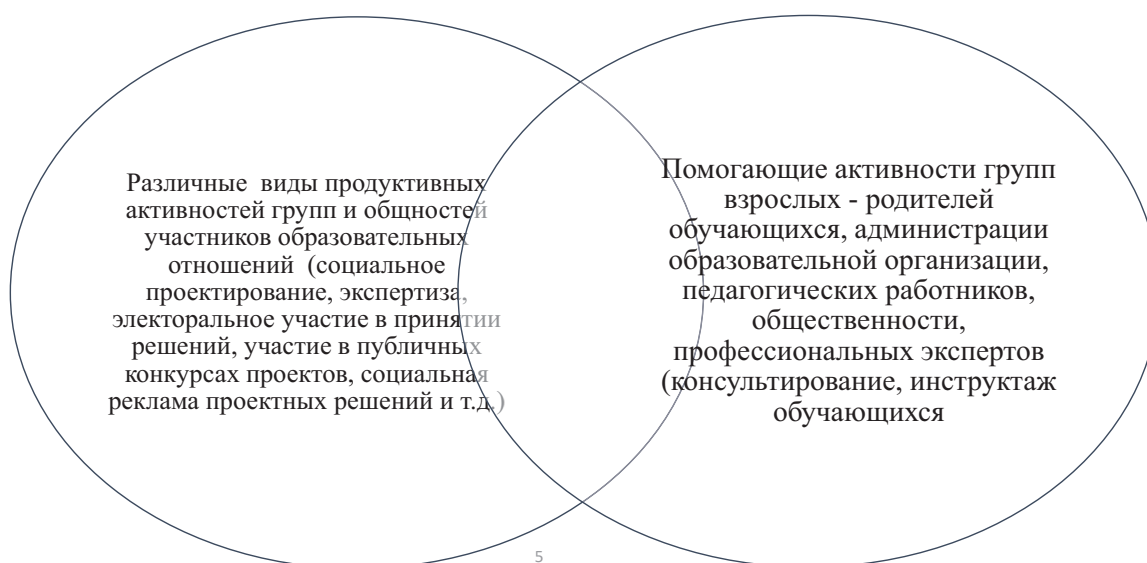 Различные виды продуктивных
активностей групп и общностей
участников образовательных
отношений (социальное
проектирование, экспертиза,
электоральное участие в принятии
решений, участие в публичных
конкурсах проектов, социальная
реклама проектных решений и т.д.)
Помогающие активности групп
взрослых - родителей
обучающихся, администрации
образовательной организации,
педагогических работников,
общественности,
профессиональных экспертов
(консультирование, инструктаж
обучающихся
5